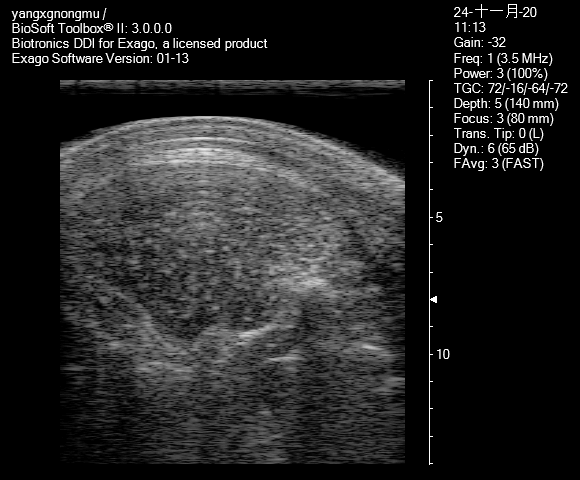 yangxgnongmu /
BioSoft Toolbox® II: 3.0.0.0
Biotronics DDI for Exago, a licensed product
Exago Software Version: 01-13
24-十一月-20
11:13
Gain: -32
Freq: 1 (3.5 MHz)
Power: 3 (100%)
TGC: 72/-16/-64/-72
Depth: 5 (140 mm)
Focus: 3 (80 mm)
Trans. Tip: 0 (L)
Dyn.: 6 (65 dB)
FAvg: 3 (FAST)
5
10